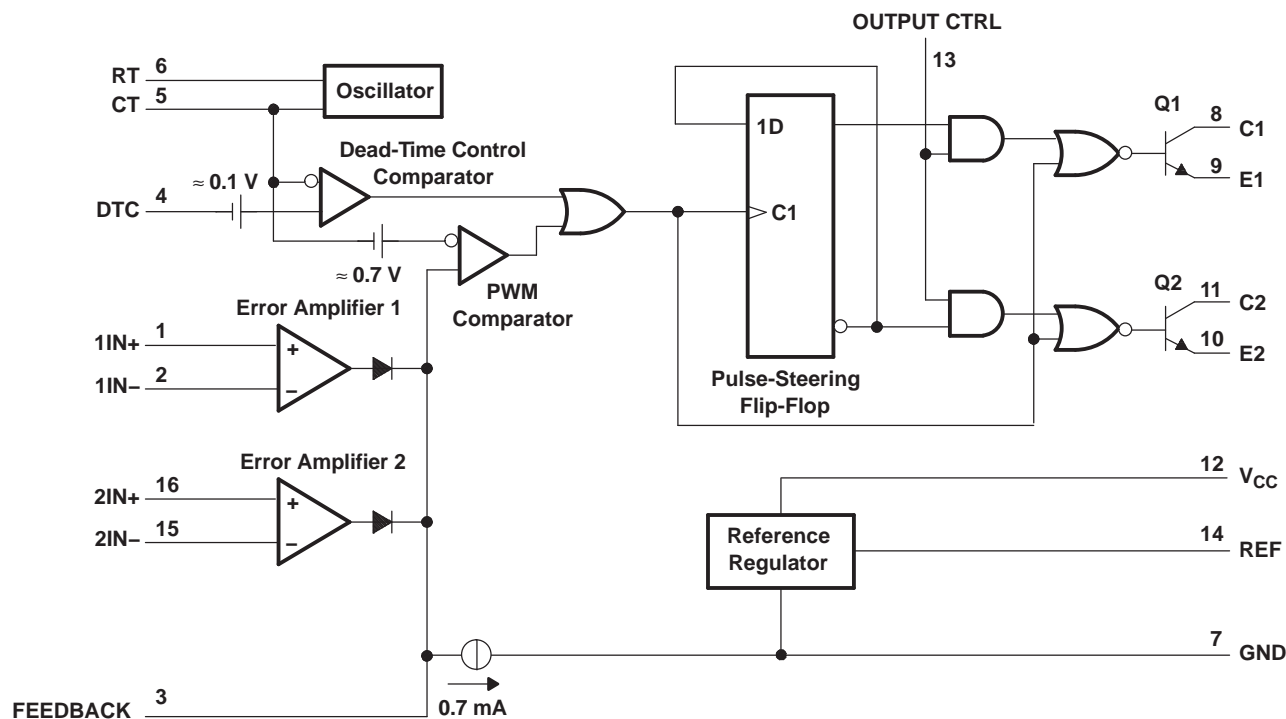 OUTPUT CTRL
13
RT 6
CT 5
Oscillator
1D
Q1
8 C1
9 E1
Dead-Time Control
Comparator
≈ 0.1 V
DTC 4
C1
≈ 0.7 V
PWM
Comparator
Q2
11 C2
10 E2
Error Amplifier 1
1IN+ 1
+
1IN− 2
−
Pulse-Steering
Flip-Flop
Error Amplifier 2
2IN+ 16
+
2IN− 15
−
12 VCC
Reference
Regulator
14 REF
7 GND
0.7 mA
FEEDBACK 3